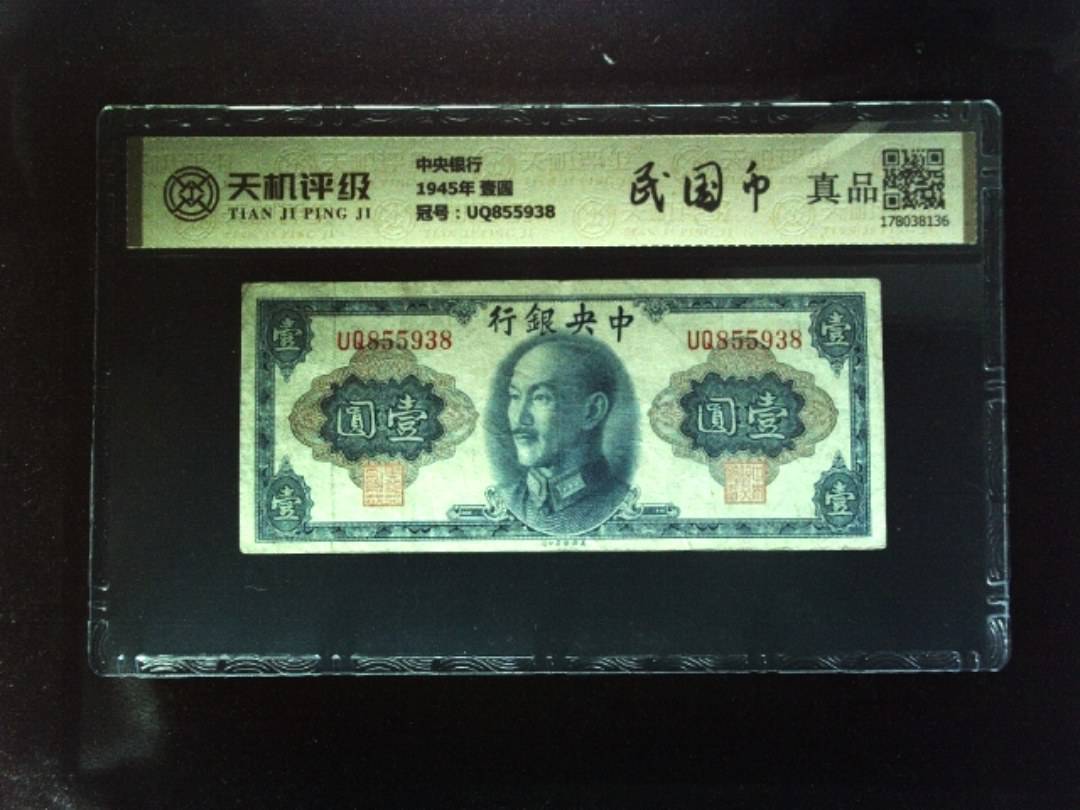 天机评级
TIAN JI PING JI
中央银行
1945年 壹圆
冠号：UQ855938
民国币
真品
178038136
行銀央中
UQ855938
UQ855938
壹
壹
圓壹
圓壹
壹
壹